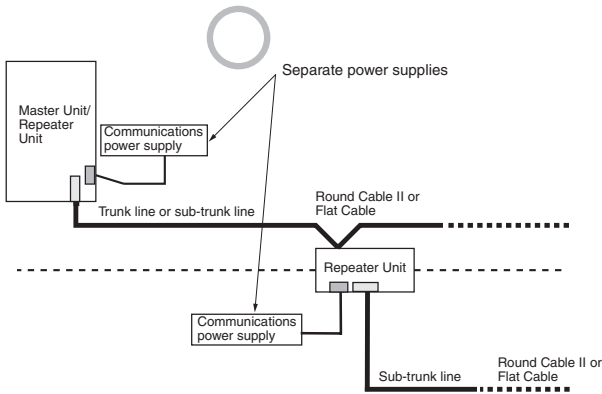 Separate power supplies
Master Unit/
Repeater
Unit
Communications
power supply
Trunk line or sub-trunk line
Round Cable II or
Flat Cable
Repeater Unit
Communications
power supply
Sub-trunk line
Round Cable II or
Flat Cable